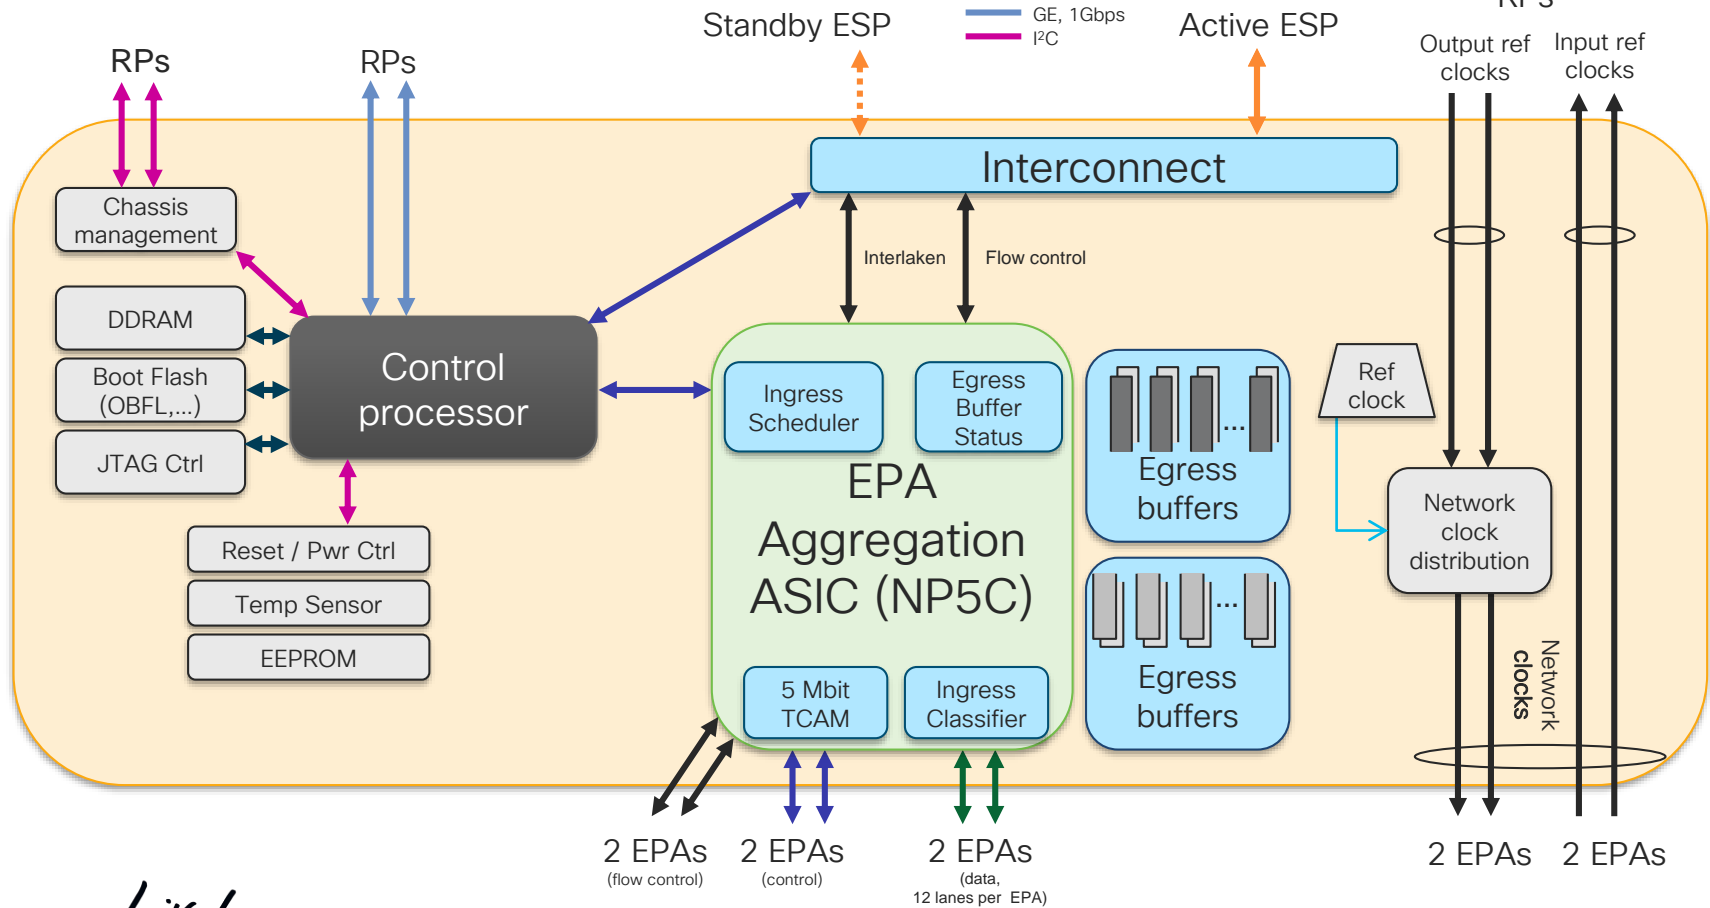 RPs
Standby ESP
GE, 1Gbps
I²C
Active ESP
Output ref
clocks
Input ref
clocks
RPs
RPs
Interconnect
Chassis
management
Interlaken
Flow control
DDRAM
Boot Flash
(OBFL,...)
JTAG Ctrl
Control
processor
Ingress
Scheduler
Egress
Buffer
Status
EPA
Aggregation
ASIC (NP5C)
...
Egress
buffers
Ref
clock
Network
clock
distribution
Reset / Pwr Ctrl
Temp Sensor
EEPROM
...
Egress
buffers
5 Mbit
TCAM
Ingress
Classifier
Network
clocks
2 EPAs
(flow control)
2 EPAs
(control)
2 EPAs
(data,
12 lanes per EPA)
2 EPAs
2 EPAs